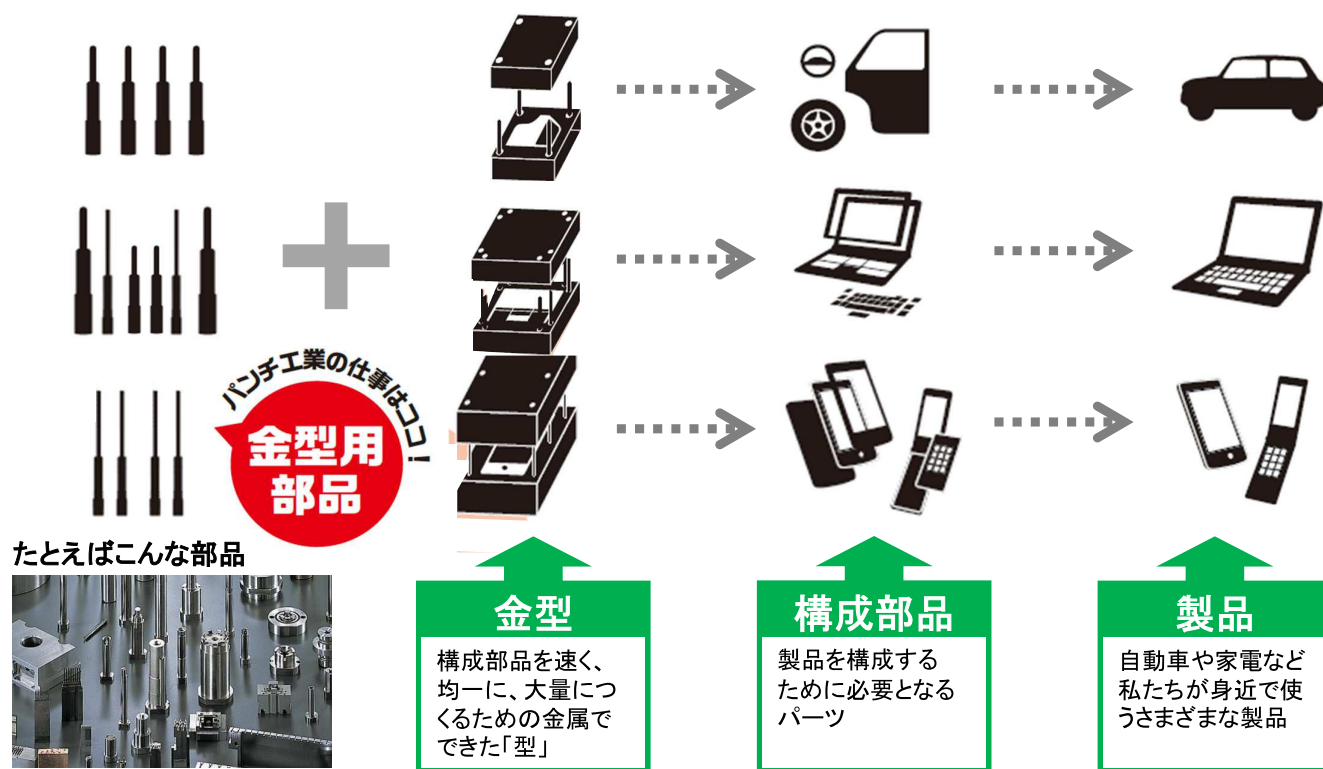 パンチ工業の仕事はココ!
金型用
部品
たとえばこんな部品
金型
構成部品を速く、
均一に、大量につ
くるための金属で
できた「型」
構成部品
製品を構成する
ために必要となる
パーツ
製品
自動車や家電など
私たちが身近で使
うさまざまな製品